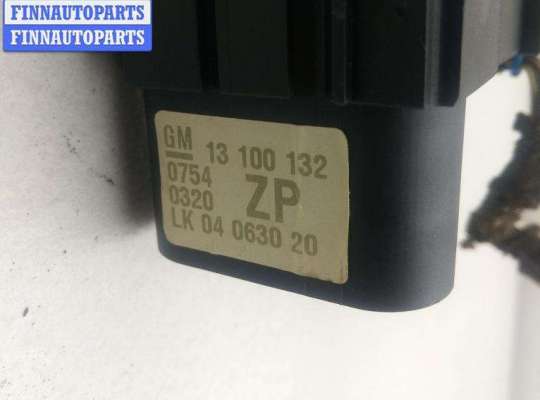 FINNAUTOPARTS
FINNAUTOPARTS
GM 13 100 132
0754
0320 ZP
LK 04 0630 20